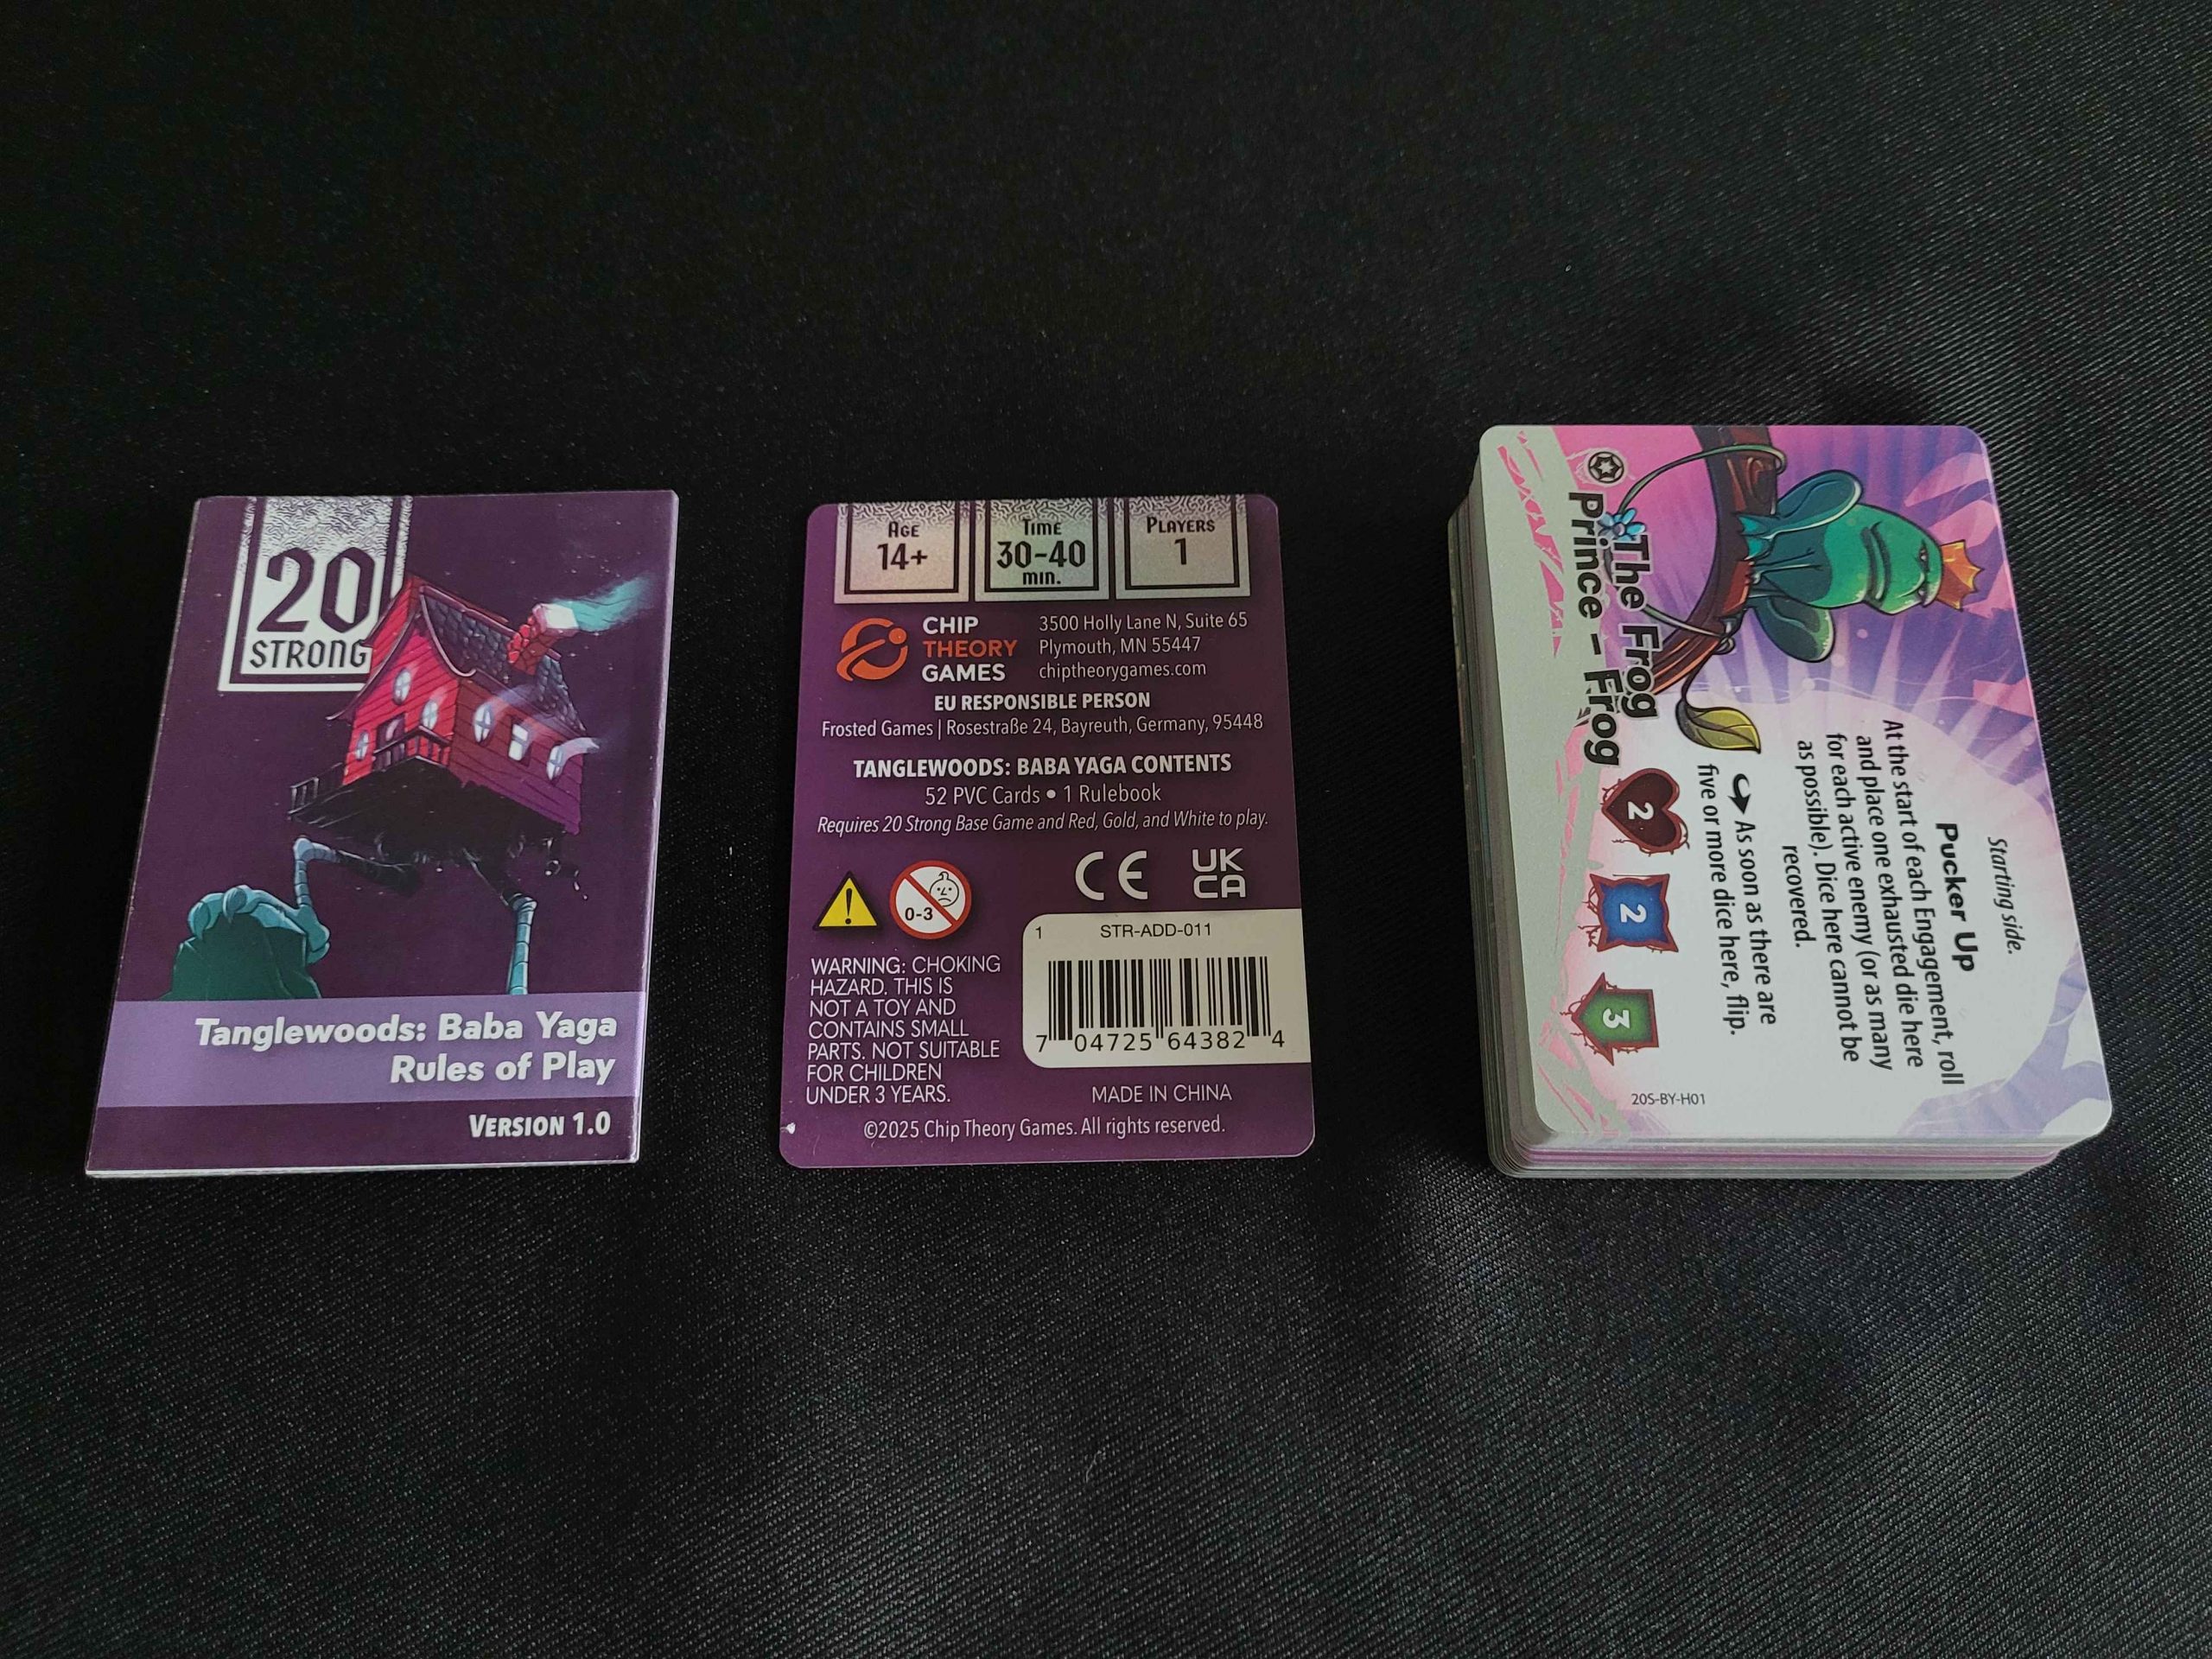 20
STRONG
Tanglewoods: Baba Yaga
Rules of Play
VERSION 1.0
AGE
14+
TIME
30-40
min.
PLAYERS
1
CHIP
THEORY
GAMES
3500 Holly Lane N, Suite 65
Plymouth, MN 55447
chiptheorygames.com
EU RESPONSIBLE PERSON
Frosted Games | Rosestraße 24, Bayreuth, Germany, 95448
TANGLEWOODS: BABA YAGA CONTENTS
52 PVC Cards • 1 Rulebook
Requires 20 Strong Base Game and Red, Gold, and White to play.
0-3
CE
UK
CA
WARNING: CHOKING
HAZARD. THIS IS
NOT A TOY AND
CONTAINS SMALL
PARTS. NOT SUITABLE
FOR CHILDREN
UNDER 3 YEARS.
1 STR-ADD-011
7 04725 64382 4
MADE IN CHINA
©2025 Chip Theory Games. All rights reserved.
Starting side.
Pucker Up
At the start of each Engagement, roll
and place one exhausted die here
for each active enemy (or as many
as possible). Dice here cannot be
recovered.
As soon as there are
five or more dice here, flip.
The Frog
Prince – Frog
2
2
3
20S-BY-H01